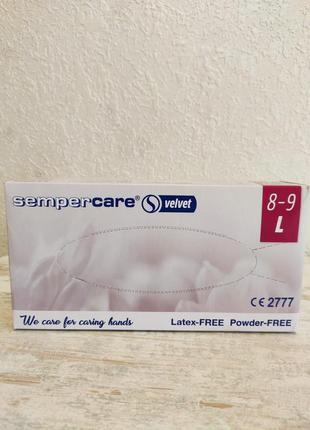 sempercare® S velvet
8-9
L
CE 2777
We care for caring hands
Latex-FREE Powder-FREE